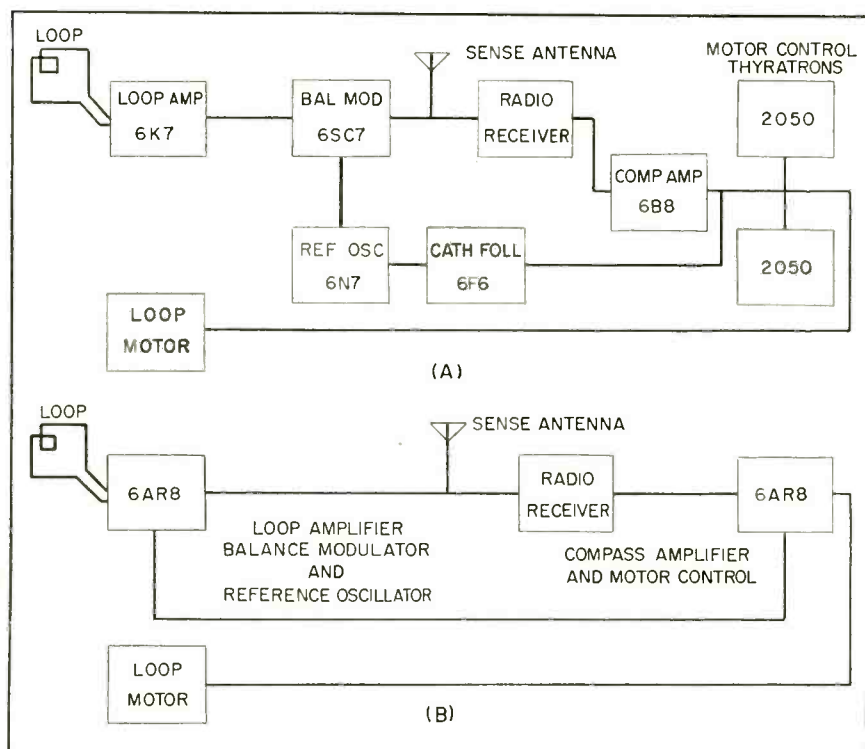 LOOP
SENSE ANTENNA
MOTOR CONTROL
THYRATRONS
LOOP AMP
6K7
BAL MOD
6SC7
RADIO
RECEIVER
2050
COMP AMP
6B8
REF OSC
6N7
CATH FOLL
6F6
2050
LOOP
MOTOR
(A)
LOOP
SENSE ANTENNA
6AR8
RADIO
RECEIVER
6AR8
LOOP AMPLIFIER
BALANCE MODULATOR
AND
REFERENCE OSCILLATOR
COMPASS AMPLIFIER
AND MOTOR CONTROL
LOOP
MOTOR
(B)